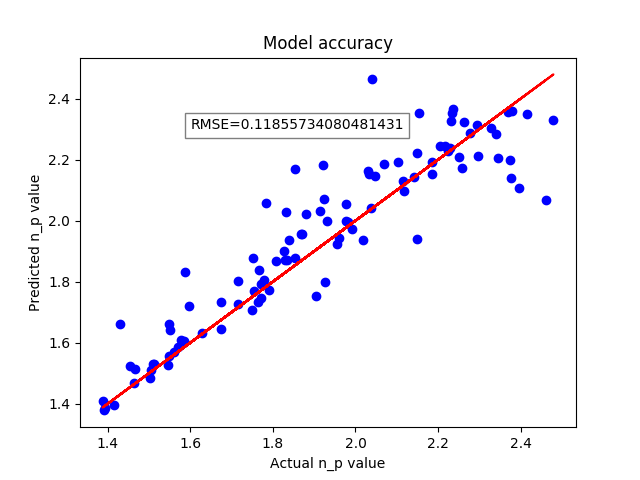 Model accuracy
RMSE=0.11855734080481431
Predicted n_p value
2.4
2.2
2.0
1.8
1.6
1.4
1.4 1.6 1.8 2.0 2.2 2.4
Actual n_p value